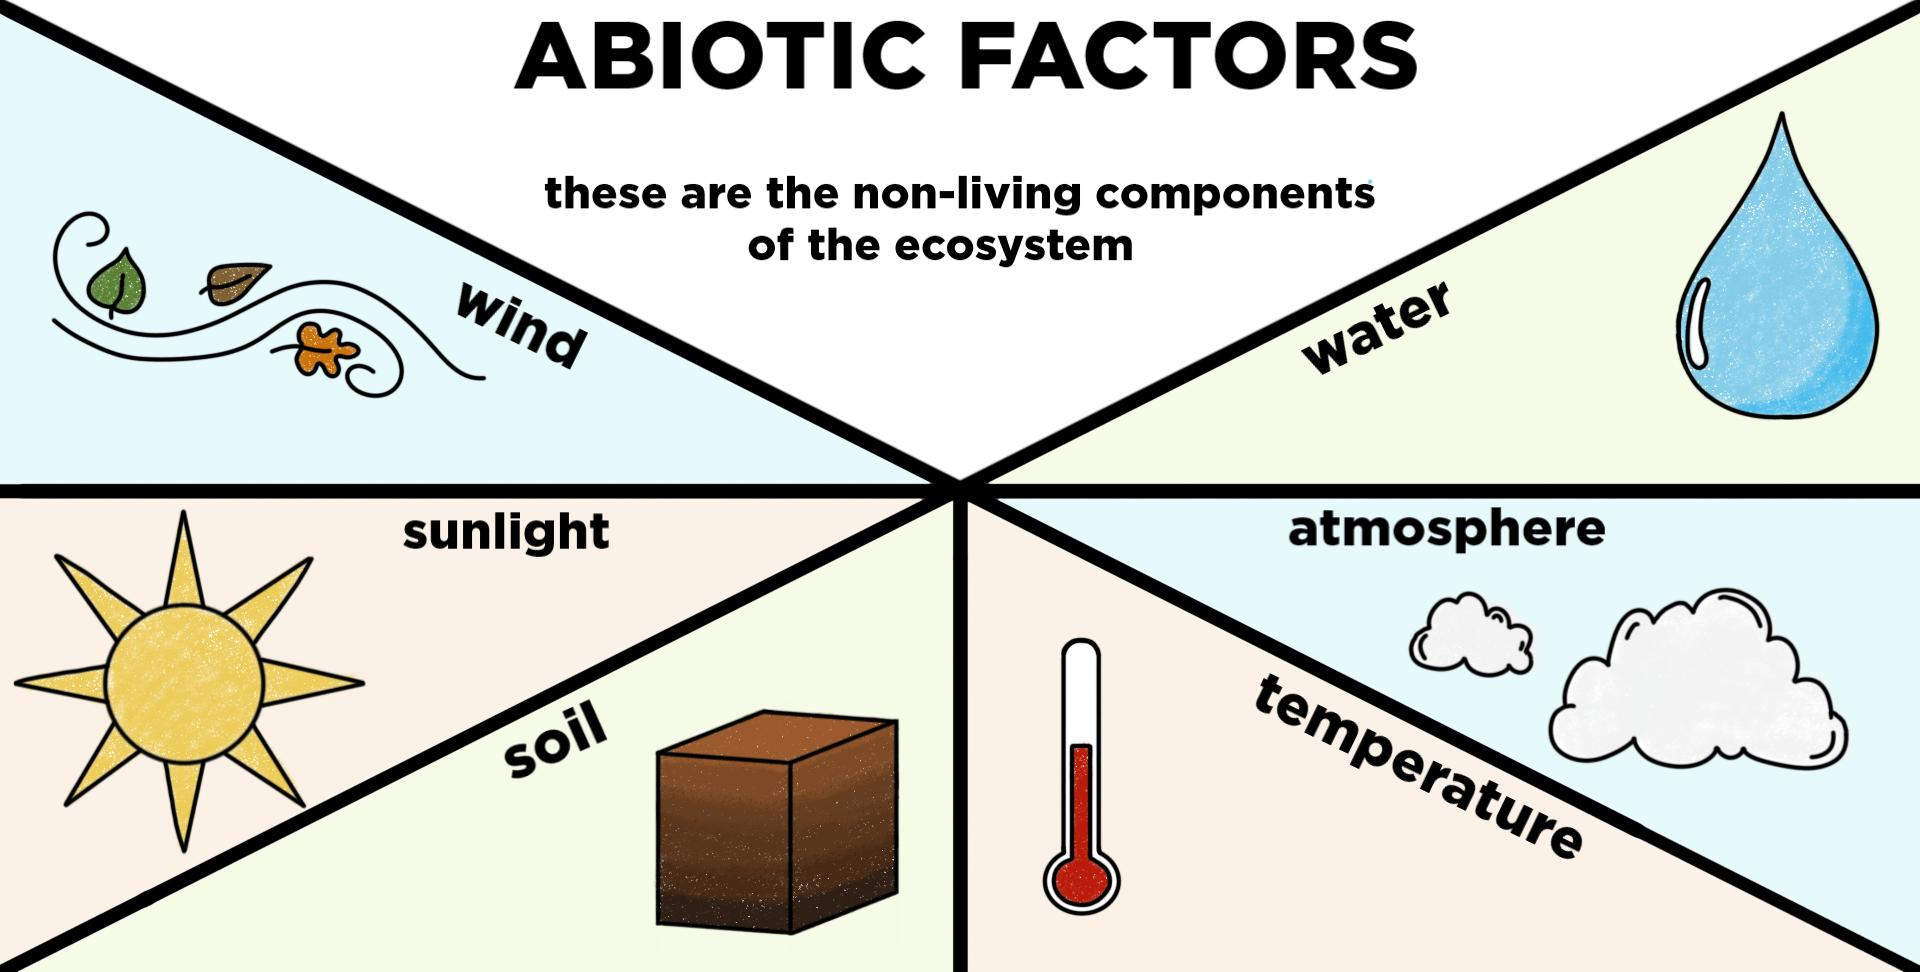 ABIOTIC FACTORS
these are the non-living components
of the ecosystem
wind
water
sunlight
atmosphere
soil
temperature